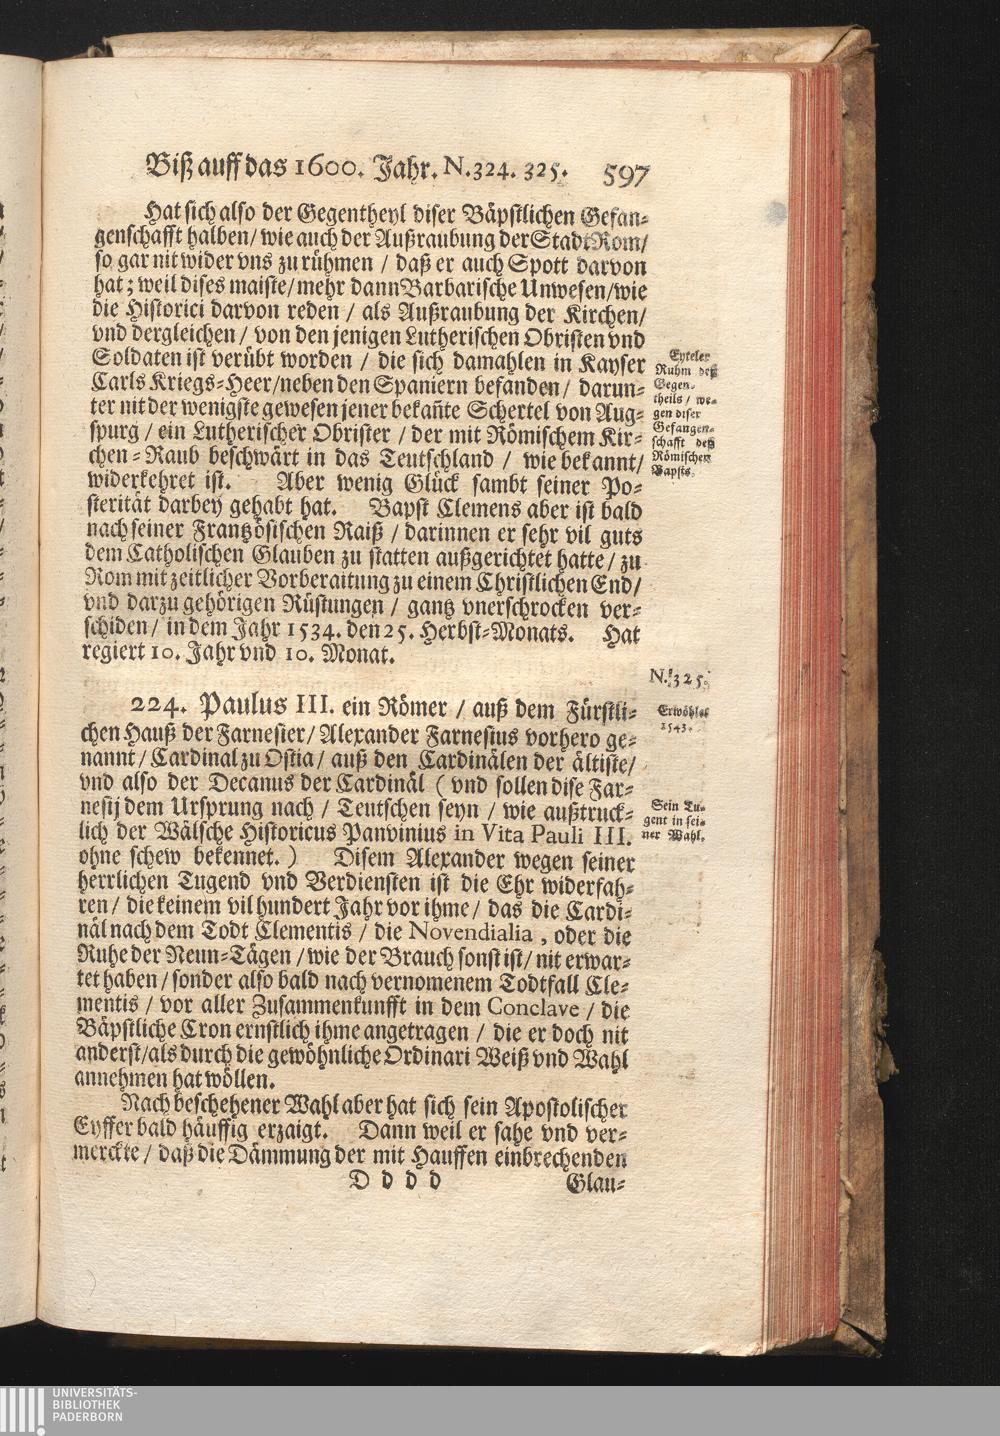 Biß auff das 1600. Jahr. N. 324. 325. 597
Hat sich also der Gegentheyl diser Bäpstlichen Gefan-
genschafft halben / wie auch der Außraubung der Stadt Rom /
so gar nit wider vns zu rühmen / daß er auch Spott darvon
hat; weil dises maiste / mehr dann Barbarische Unwesen / wie
die Historici darvon reden / als Außraubung der Kirchen /
vnd dergleichen / von den jenigen Lutherischen Obristen vnd
Soldaten ist verübt worden / die sich damahlen in Kayser
Carls Kriegs-Heer / neben den Spaniern befanden / darun-
ter nit der wenigste gewesen jener bekañte Schertel von Aug-
spurg / ein Lutherischer Obrister / der mit Römischem Kir-
chen-Raub beschwärt in das Teutschland / wie bekannt /
widerkehret ist. Aber wenig Glück sambt seiner Po-
sterität darbey gehabt hat. Bapst Clemens aber ist bald
nach seiner Frantzösischen Raiß / darinnen er sehr vil guts
dem Catholischen Glauben zu statten außgerichtet hatte / zu
Rom mit zeitlicher Vorberaitung zu einem Christlichen End /
vnd darzu gehörigen Rüstungen / gantz vnerschrocken ver-
schiden / in dem Jahr 1534. den 25. Herbst-Monats. Hat
regiert 10. Jahr vnd 10. Monat.
Eyteler
Ruhm deß
Gegen-
theils / we-
gen diser
Gefangen-
schafft deß
Römischen
Bapsts.
N. 325.
224. Paulus III. ein Römer / auß dem Fürstli-
chen Hauß der Farnesier / Alexander Farnesius vorhero ge-
nannt / Cardinal zu Ostia / auß den Cardinälen der ältiste /
vnd also der Decanus der Cardinäl ( vnd sollen dise Far-
nesij dem Ursprung nach / Teutschen seyn / wie außtruck-
lich der Wälsche Historicus Panvinius in Vita Pauli III.
ohne schew bekennet. ) Disem Alexander wegen seiner
herrlichen Tugend vnd Verdiensten ist die Ehr widerfah-
ren / die keinem vil hundert Jahr vor ihme / das die Cardi-
näl nach dem Todt Clementis / die Novendialia, oder die
Ruhe der Neun-Tägen / wie der Brauch sonst ist / nit erwar-
tet haben / sonder also bald nach vernomenem Todtfall Cle-
mentis / vor aller Zusammenkunfft in dem Conclave / die
Bäpstliche Cron ernstlich ihme angetragen / die er doch nit
anderst / als durch die gewöhnliche Ordinari Weiß vnd Wahl
annehmen hat wöllen.
Erwöhlet
1543.
Sein Tu-
gent in sei-
ner Wahl.
Nach beschehener Wahl aber hat sich sein Apostolischer
Eyffer bald häuffig erzaigt. Dann weil er sahe vnd ver-
merckte / daß die Dämmung der mit Hauffen einbrechenden
D d d d Glau-
UNIVERSITÄTS-
BIBLIOTHEK
PADERBORN